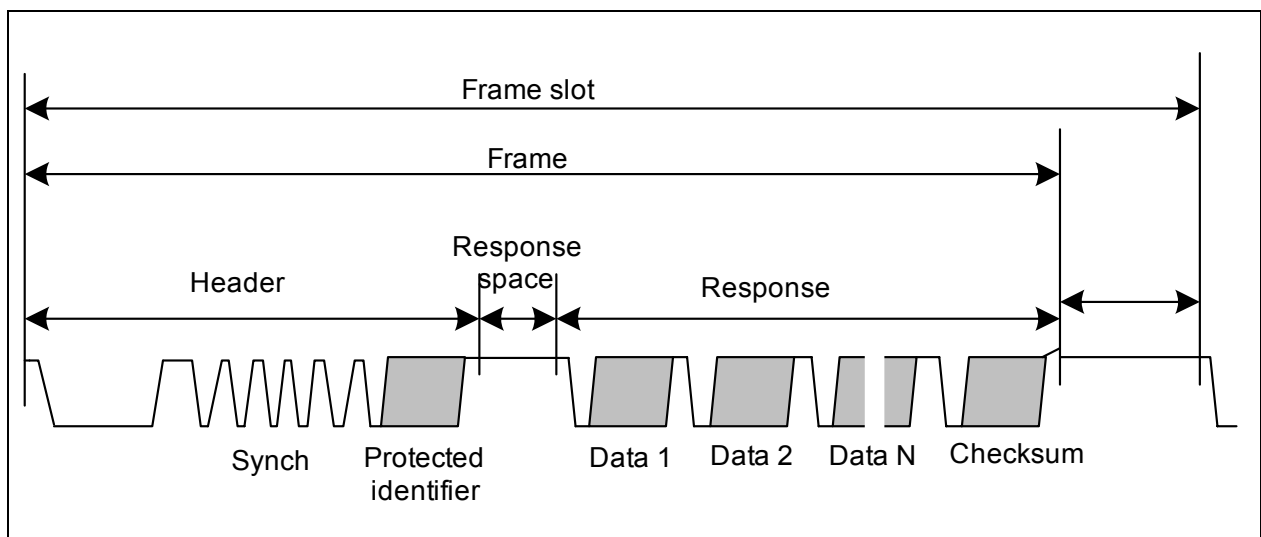 Frame slot
Frame
Response
space
Header
Response
Synch
Protected
identifier
Data 1
Data 2
Data N
Checksum